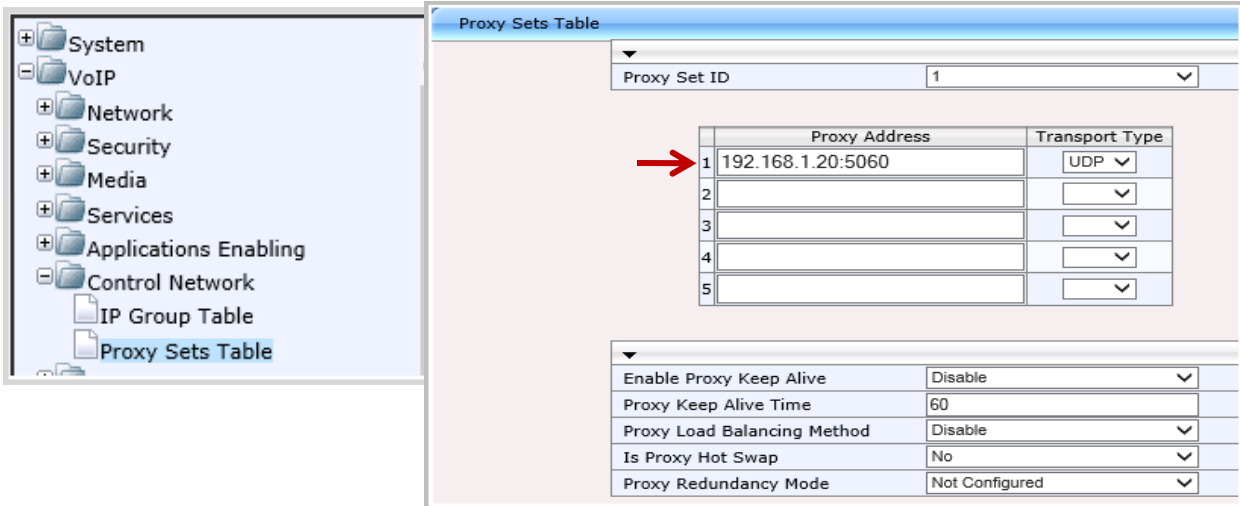 System
VoIP
Network
Security
Media
Services
Applications Enabling
Control Network
IP Group Table
Proxy Sets Table
Proxy Sets Table
Proxy Set ID 1
Proxy Address Transport Type
1 192.168.1.20:5060 UDP
2
3
4
5
Enable Proxy Keep Alive Disable
Proxy Keep Alive Time 60
Proxy Load Balancing Method Disable
Is Proxy Hot Swap No
Proxy Redundancy Mode Not Configured